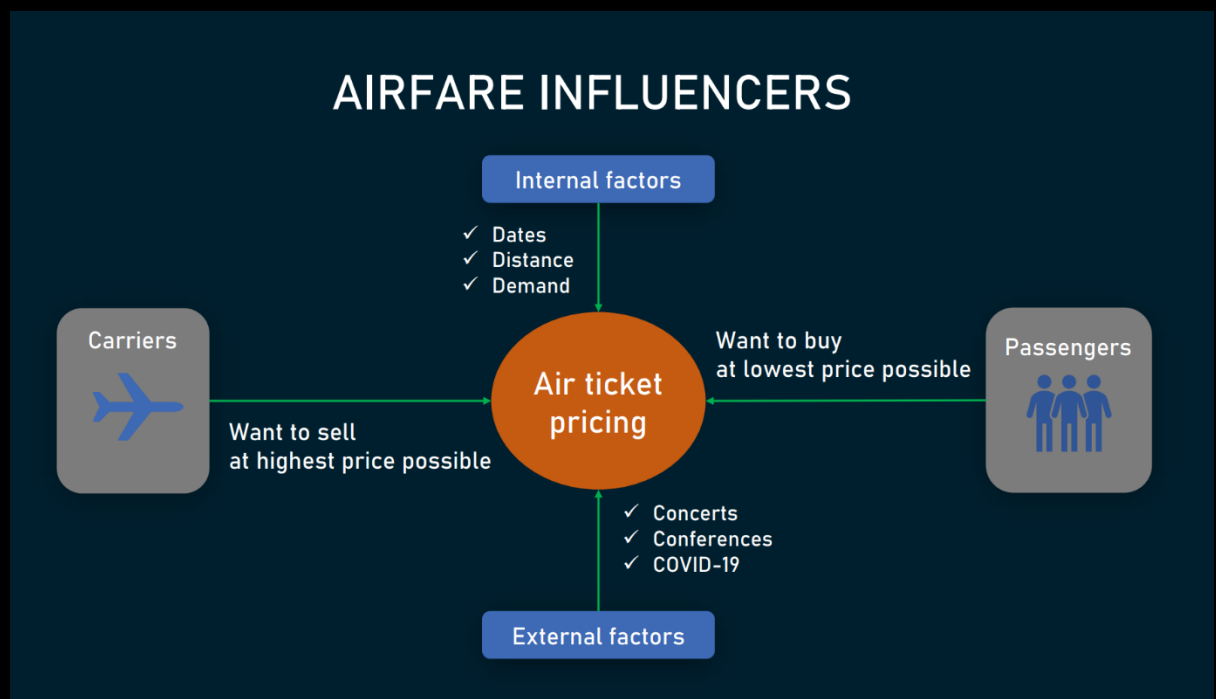 AIRFARE INFLUENCERS
Internal factors
✓ Dates
✓ Distance
✓ Demand
Carriers
Want to sell
at highest price possible
Air ticket
pricing
Want to buy
at lowest price possible
Passengers
✓ Concerts
✓ Conferences
✓ COVID-19
External factors